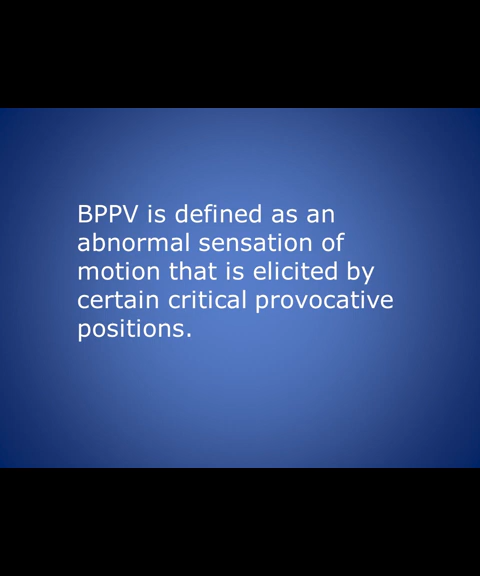 BPPV is defined as an
abnormal sensation of
motion that is elicited by
certain critical provocative
positions.